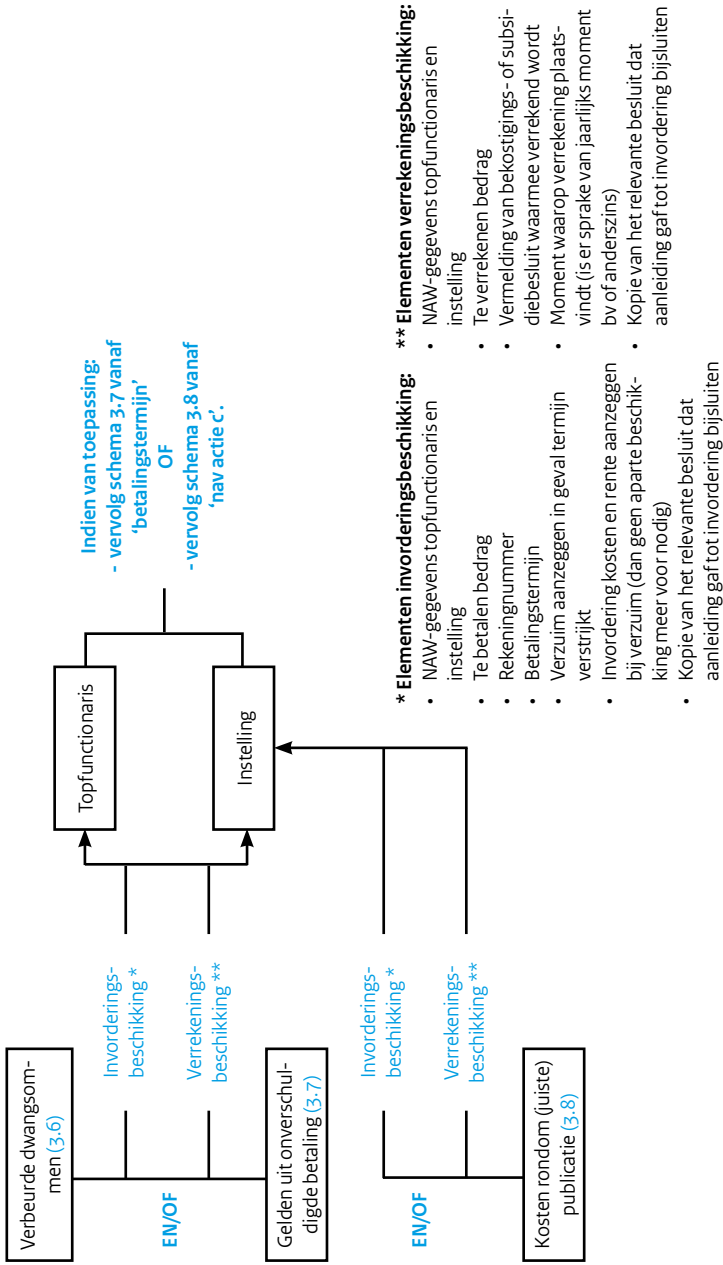 Verbeurde dwangsom-
men (3.6)
EN/OF
Gelden uit onverschul-
digde betaling (3.7)
Invorderings-
beschikking *
Verrekenings-
beschikking **
Topfunctionaris
Instelling
Indien van toepassing:
- vervolg schema 3.7 vanaf
‘betalingstermijn’
OF
- vervolg schema 3.8 vanaf
‘nav actie c’.
EN/OF
Kosten rondom (juiste)
publicatie (3.8)
Invorderings-
beschikking *
Verrekenings-
beschikking **
* Elementen invorderingsbeschikking:
• NAW-gegevens topfunctionaris en
instelling
• Te betalen bedrag
• Rekeningnummer
• Betalingstermijn
• Verzuim aanzeggen in geval termijn
verstrijkt
• Invordering kosten en rente aanzeggen
bij verzuim (dan geen aparte beschik-
king meer voor nodig)
• Kopie van het relevante besluit dat
aanleiding gaf tot invordering bijsluiten
** Elementen verrekeningsbeschikking:
• NAW-gegevens topfunctionaris en
instelling
• Te verrekenen bedrag
• Vermelding van bekostigings- of subsi-
diebesluit waarmee verrekend wordt
• Moment waarop verrekening plaats-
vindt (is er sprake van jaarlijks moment
bv of anderszins)
• Kopie van het relevante besluit dat
aanleiding gaf tot invordering bijsluiten